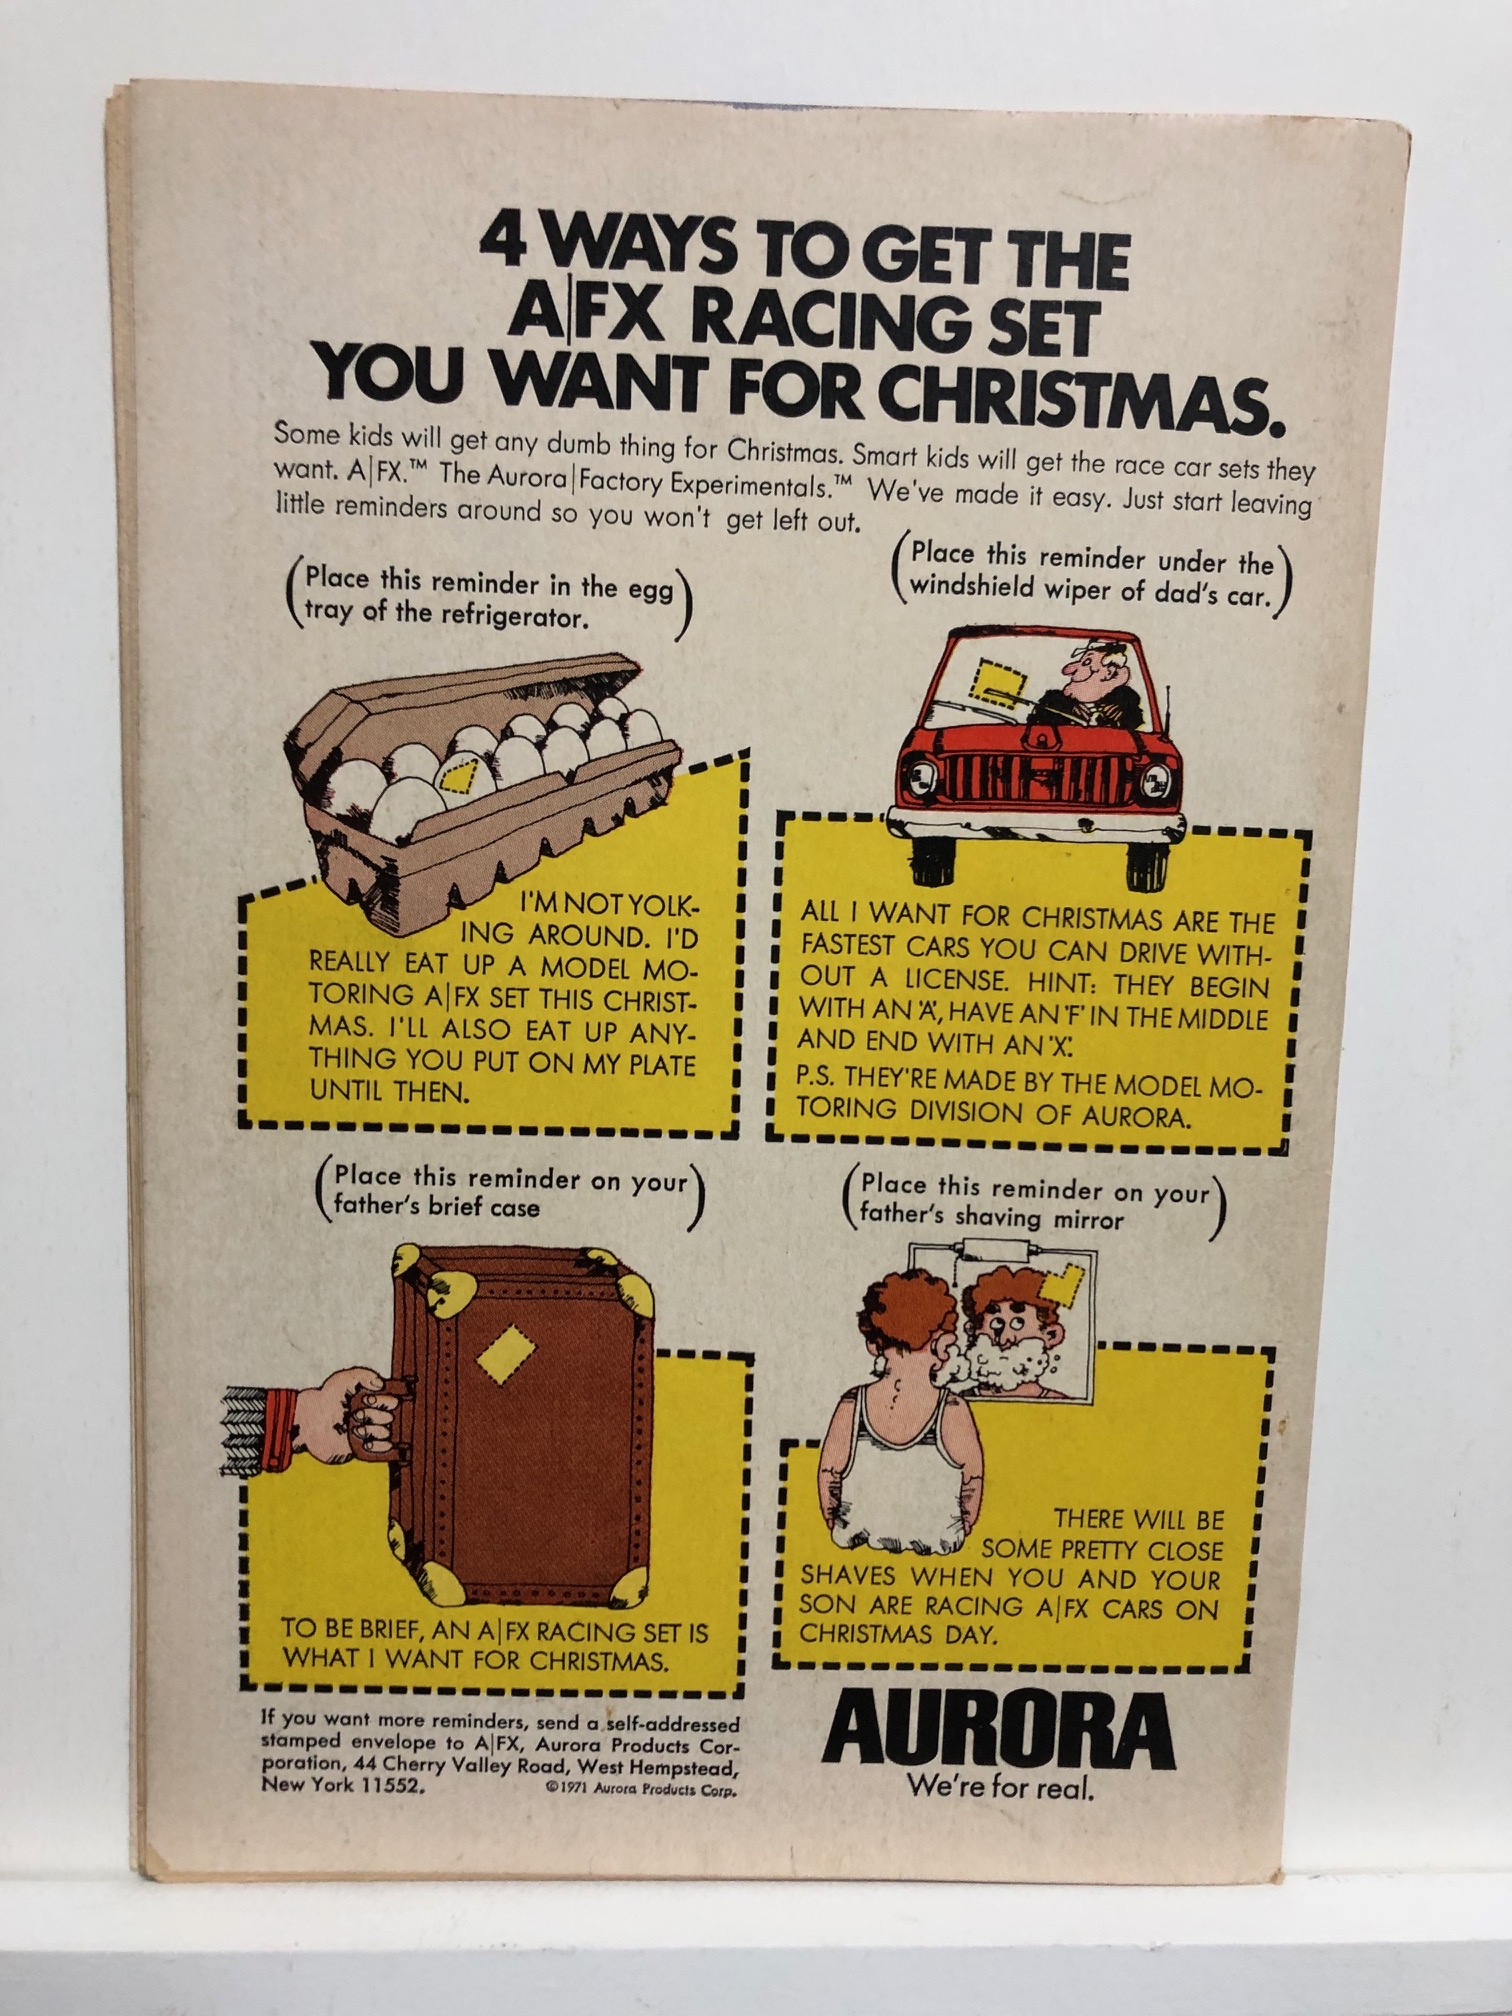 4 WAYS TO GET THE
A|FX RACING SET
YOU WANT FOR CHRISTMAS.
Some kids will get any dumb thing for Christmas. Smart kids will get the race car sets they
want. A|FX.™ The Aurora|Factory Experimentals.™ We've made it easy. Just start leaving
little reminders around so you won't get left out.
(Place this reminder in the egg
tray of the refrigerator.)
(Place this reminder under the
windshield wiper of dad's car.)
I'M NOT YOLK-
ING AROUND. I'D
REALLY EAT UP A MODEL MO-
TORING A|FX SET THIS CHRIST-
MAS. I'LL ALSO EAT UP ANY-
THING YOU PUT ON MY PLATE
UNTIL THEN.
ALL I WANT FOR CHRISTMAS ARE THE
FASTEST CARS YOU CAN DRIVE WITH-
OUT A LICENSE. HINT: THEY BEGIN
WITH AN 'A', HAVE AN 'F' IN THE MIDDLE
AND END WITH AN 'X'.
P.S. THEY'RE MADE BY THE MODEL MO-
TORING DIVISION OF AURORA.
(Place this reminder on your
father's brief case)
(Place this reminder on your
father's shaving mirror)
TO BE BRIEF, AN A|FX RACING SET IS
WHAT I WANT FOR CHRISTMAS.
THERE WILL BE
SOME PRETTY CLOSE
SHAVES WHEN YOU AND YOUR
SON ARE RACING A|FX CARS ON
CHRISTMAS DAY.
If you want more reminders, send a self-addressed
stamped envelope to A|FX, Aurora Products Cor-
poration, 44 Cherry Valley Road, West Hempstead,
New York 11552. ©1971 Aurora Products Corp.
AURORA
We're for real.